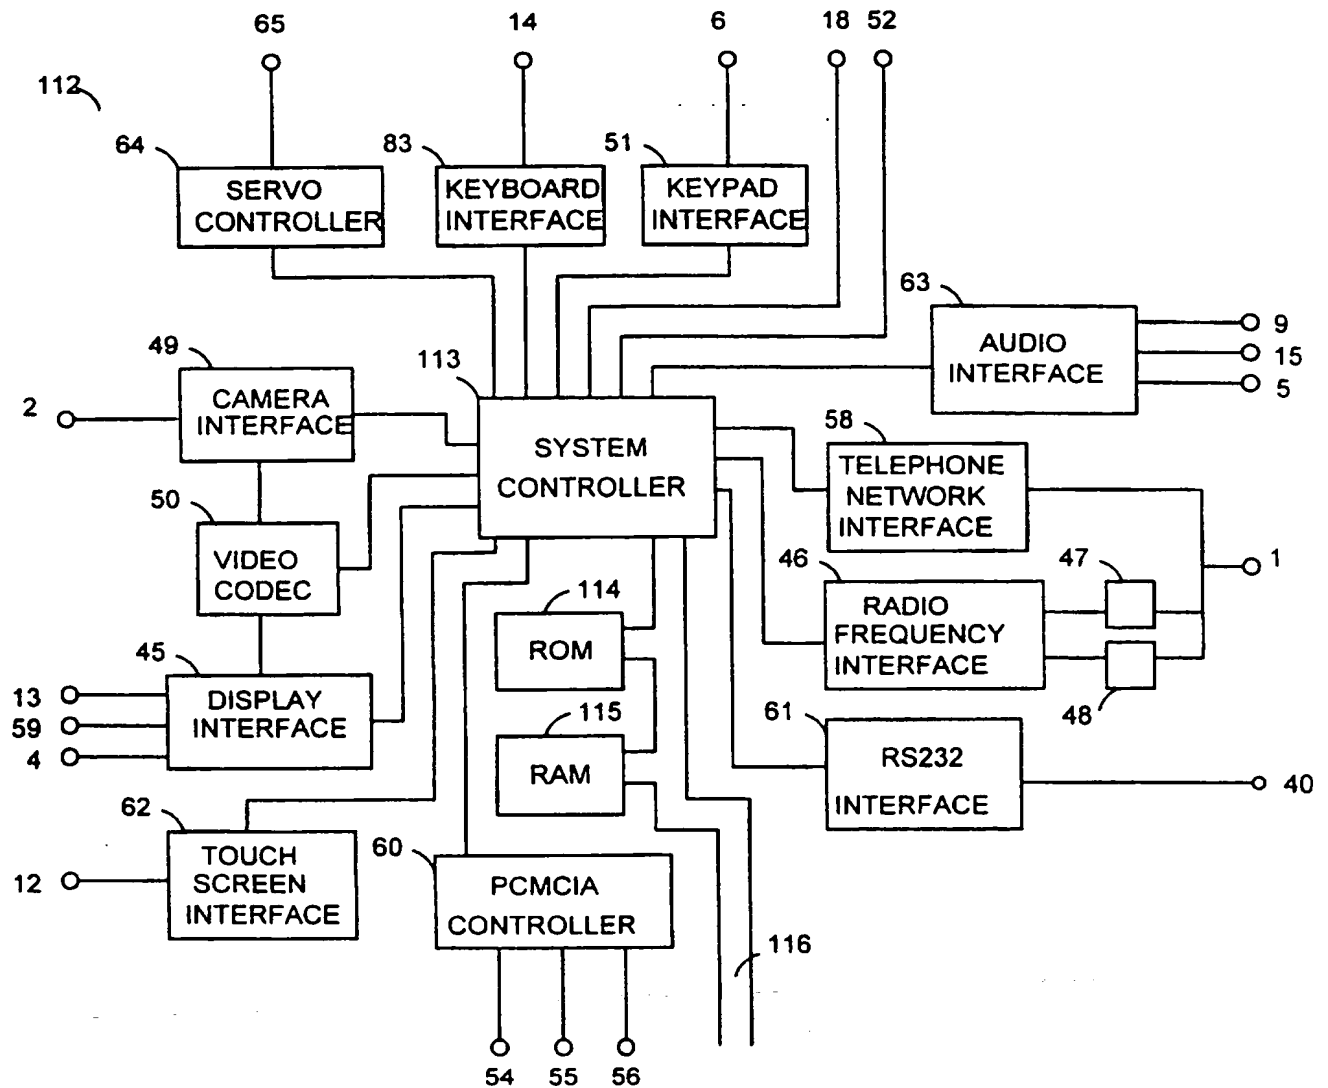 65
14
6
18
52
112
64
83
51
SERVO
CONTROLLER
KEYBOARD
INTERFACE
KEYPAD
INTERFACE
63
AUDIO
INTERFACE
9
15
5
49
113
2
CAMERA
INTERFACE
SYSTEM
CONTROLLER
58
TELEPHONE
NETWORK
INTERFACE
50
VIDEO
CODEC
46
47
1
114
ROM
RADIO
FREQUENCY
INTERFACE
48
45
13
59
4
DISPLAY
INTERFACE
115
RAM
61
RS232
INTERFACE
40
62
12
TOUCH
SCREEN
INTERFACE
60
PCMCIA
CONTROLLER
116
54
55
56